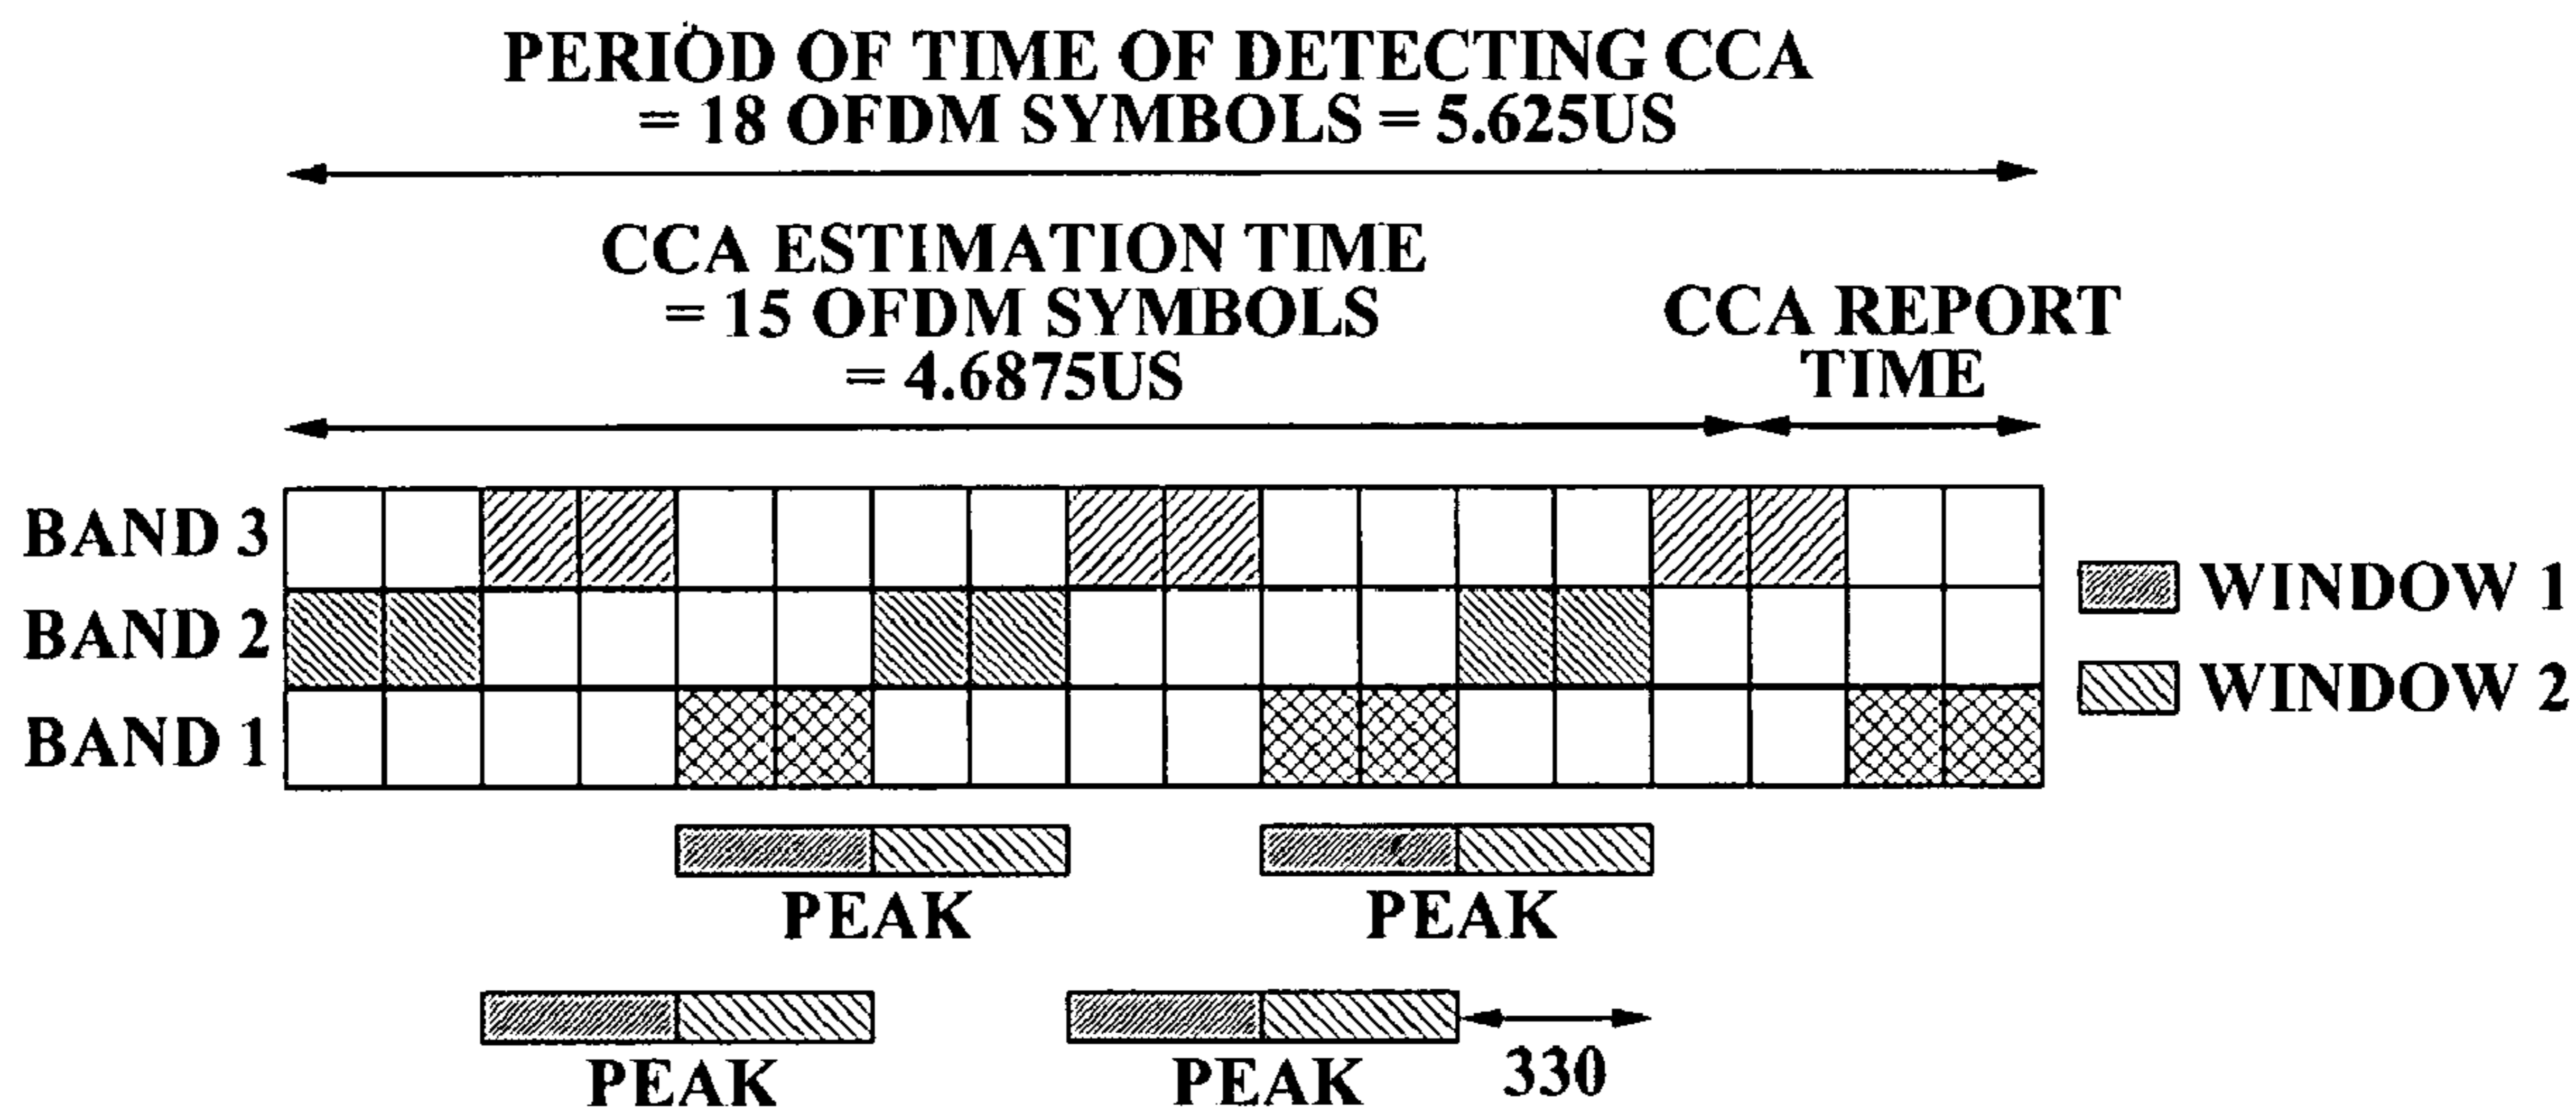 PERIOD OF TIME OF DETECTING CCA
= 18 OFDM SYMBOLS = 5.625US
CCA ESTIMATION TIME
= 15 OFDM SYMBOLS
= 4.6875US
CCA REPORT
TIME
BAND 3
BAND 2
BAND 1
WINDOW 1
WINDOW 2
PEAK
PEAK
PEAK
PEAK
330